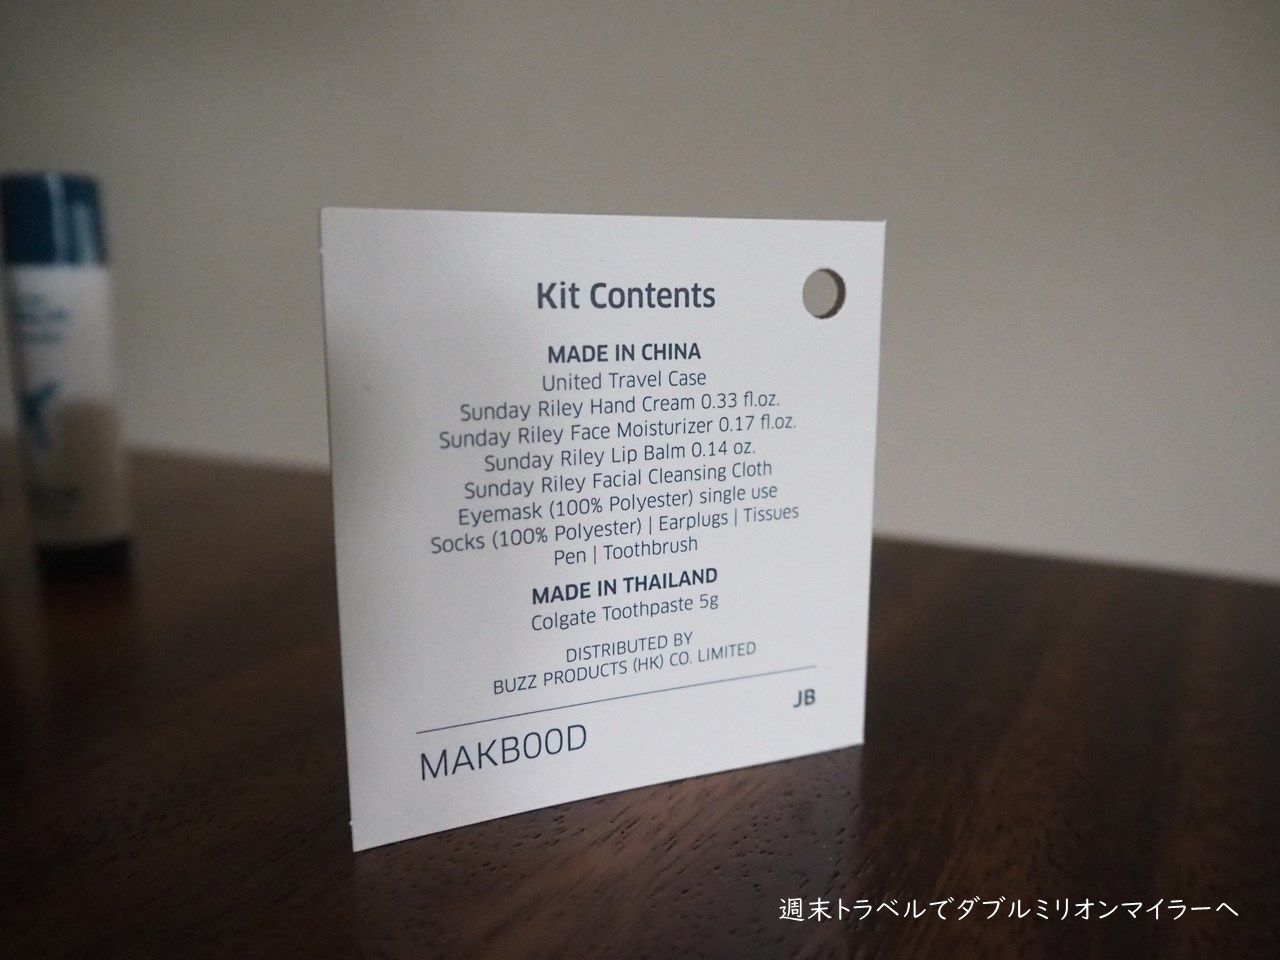 Kit Contents
MADE IN CHINA
United Travel Case
Sunday Riley Hand Cream 0.33 fl.oz.
Sunday Riley Face Moisturizer 0.17 fl.oz.
Sunday Riley Lip Balm 0.14 oz.
Sunday Riley Facial Cleansing Cloth
Eyemask (100% Polyester) single use
Socks (100% Polyester) | Earplugs | Tissues
Pen | Toothbrush
MADE IN THAILAND
Colgate Toothpaste 5g
DISTRIBUTED BY
BUZZ PRODUCTS (HK) CO. LIMITED
JB
MAKBOOD
週末トラベルでダブルミリオンマイラーへ